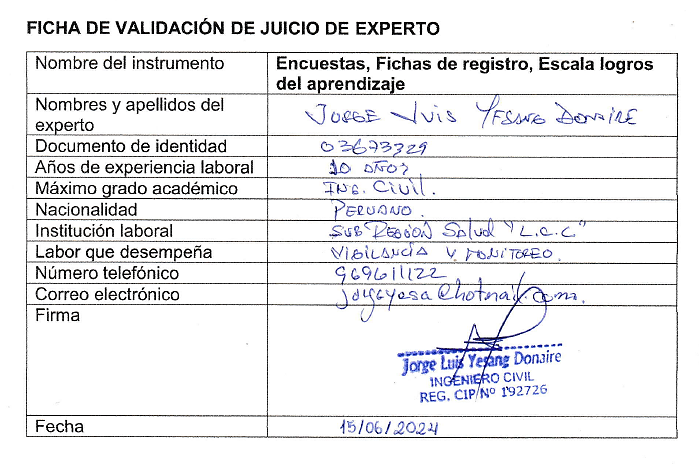 FICHA DE VALIDACIÓN DE JUICIO DE EXPERTO
Nombre del instrumento
Encuestas, Fichas de registro, Escala logros
del aprendizaje
Nombres y apellidos del
experto
JORGE LUIS YESANG DONAIRE
Documento de identidad
03673329
Años de experiencia laboral
10 años
Máximo grado académico
ING. CIVIL.
Nacionalidad
PERUANO.
Institución laboral
SUB REGION Salud "L.C.C"
Labor que desempeña
VIGILANCIA Y MONITOREO.
Número telefónico
969611122
Correo electrónico
jorgeyesa@hotmail.com.
Firma
Jorge Luis Yesang Donaire
INGENIERO CIVIL
REG. CIP Nº 192726
Fecha
15/06/2024